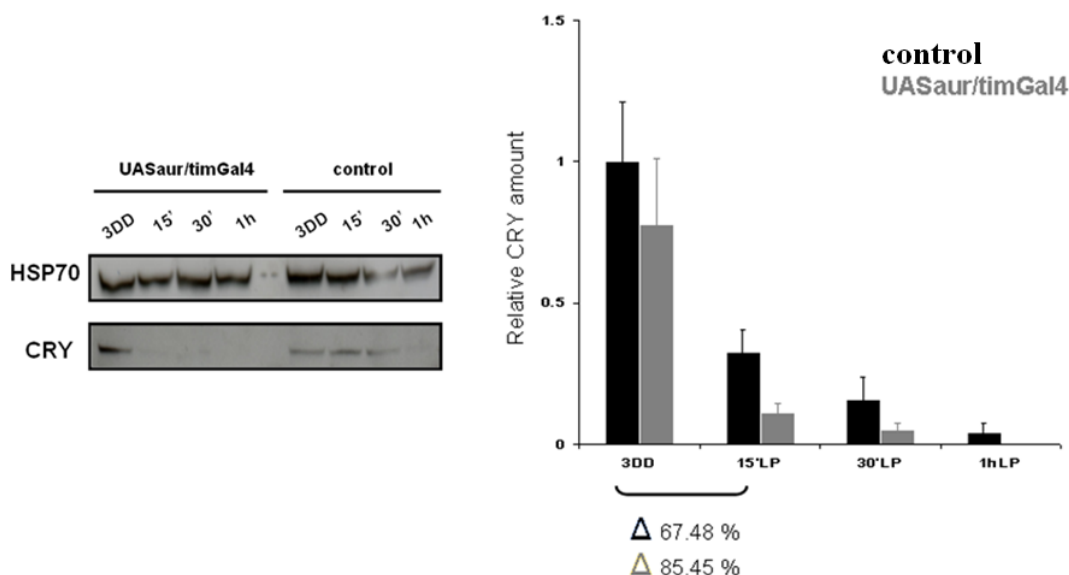 UASaur/timGal4 control
3DD 15' 30' 1h 3DD 15' 30' 1h
HSP70
CRY
1.5
1
0.5
0
Relative CRY amount
control
UASaur/timGal4
3DD 15'LP 30'LP 1hLP
Δ 67.48 %
Δ 85.45 %